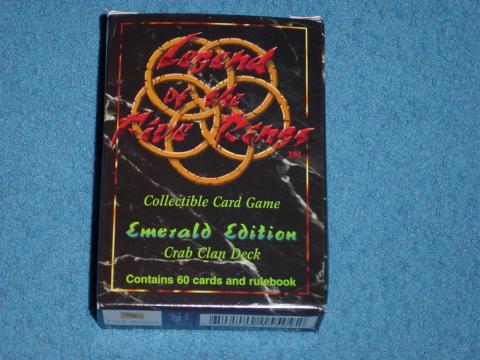 Legend
of the
Five Rings
TM
Collectible Card Game
Emerald Edition
Crab Clan Deck
Contains 60 cards and rulebook